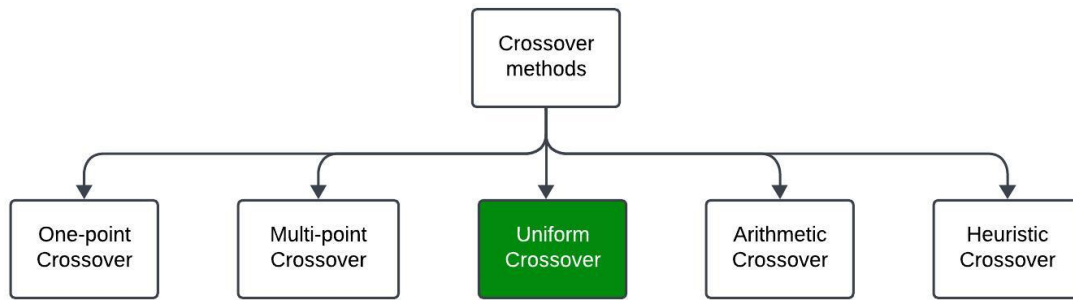 Crossover
methods
One-point
Crossover
Multi-point
Crossover
Uniform
Crossover
Arithmetic
Crossover
Heuristic
Crossover